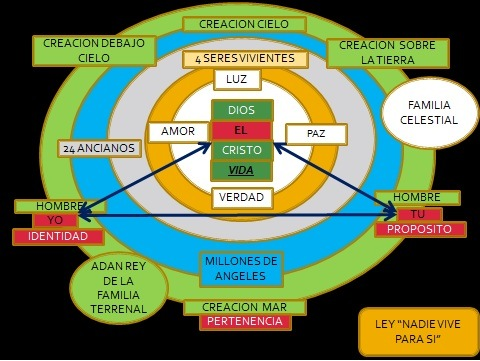 CREACION CIELO
CREACION DEBAJO
CIELO
CREACION SOBRE
LA TIERRA
4 SERES VIVIENTES
LUZ
FAMILIA
CELESTIAL
DIOS
AMOR
EL
PAZ
CRISTO
24 ANCIANOS
VIDA
VERDAD
HOMBRE
YO
IDENTIDAD
HOMBRE
TU
PROPOSITO
ADAN REY
DE LA
FAMILIA
TERRENAL
MILLONES DE
ANGELES
CREACION MAR
PERTENENCIA
LEY “NADIE VIVE
PARA SI”